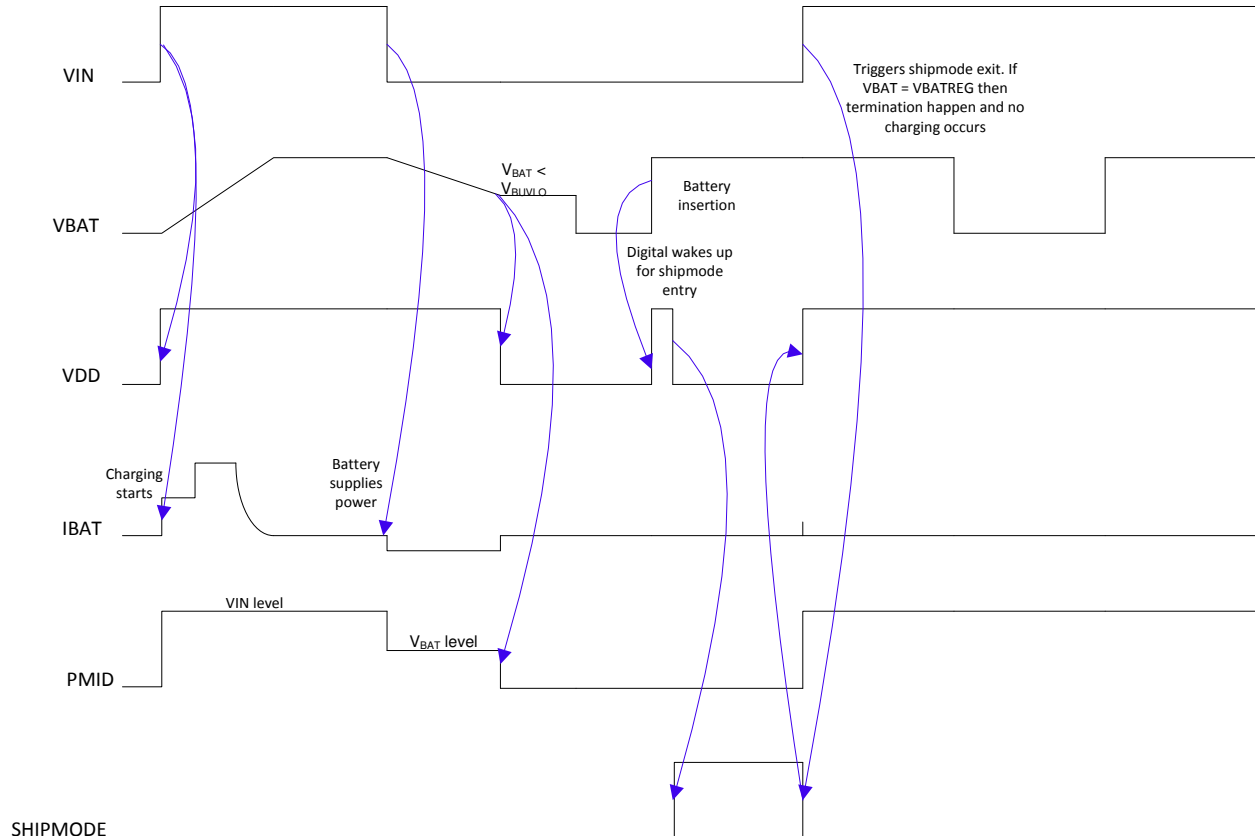 VIN
Triggers shipmode exit. If
VBAT = VBATREG then
termination happen and no
charging occurs
VBAT
VBAT <
VBUVLO
Battery
insertion
Digital wakes up
for shipmode
entry
VDD
Charging
starts
Battery
supplies
power
IBAT
VIN level
VBAT level
PMID
SHIPMODE